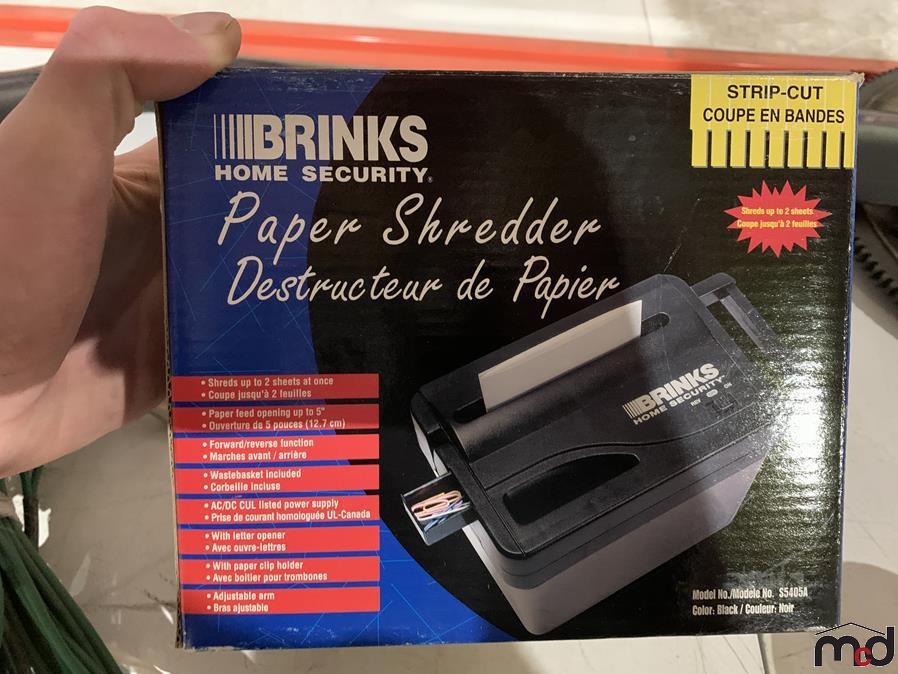 BRINKS
HOME SECURITY
Paper Shredder
Destructeur de Papier
STRIP-CUT
COUPE EN BANDES
Shreds up to 2 sheets
Coupe jusqu'à 2 feuilles
• Shreds up to 2 sheets at once
• Coupe jusqu'à 2 feuilles
• Paper feed opening up to 5"
• Ouverture de 5 pouces (12.7 cm)
• Forward/reverse function
• Marches avant / arrière
• Wastebasket included
• Corbeille incluse
• AC/DC CUL listed power supply
• Prise de courant homologuée UL-Canada
• With letter opener
• Avec ouvre-lettres
• With paper clip holder
• Avec boitier pour trombones
• Adjustable arm
• Bras ajustable
BRINKS
HOME SECURITY
Model No./Modele No. S5405A
Color: Black / Couleur: Noir
mcd